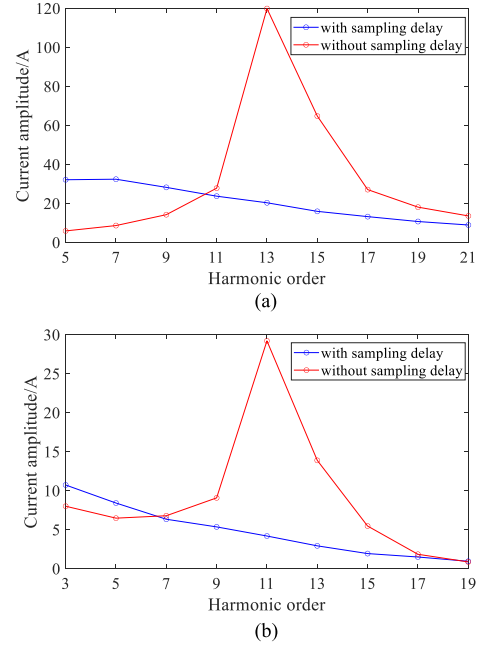 120
100
80
60
40
20
0
Current amplitude/A
with sampling delay
without sampling delay
5 7 9 11 13 15 17 19 21
Harmonic order
(a)
30
25
20
15
10
5
0
Current amplitude/A
with sampling delay
without sampling delay
3 5 7 9 11 13 15 17 19
Harmonic order
(b)